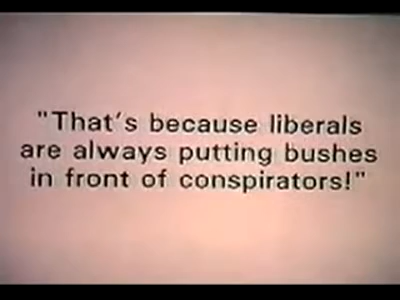 "That's because liberals
are always putting bushes
in front of conspirators!"